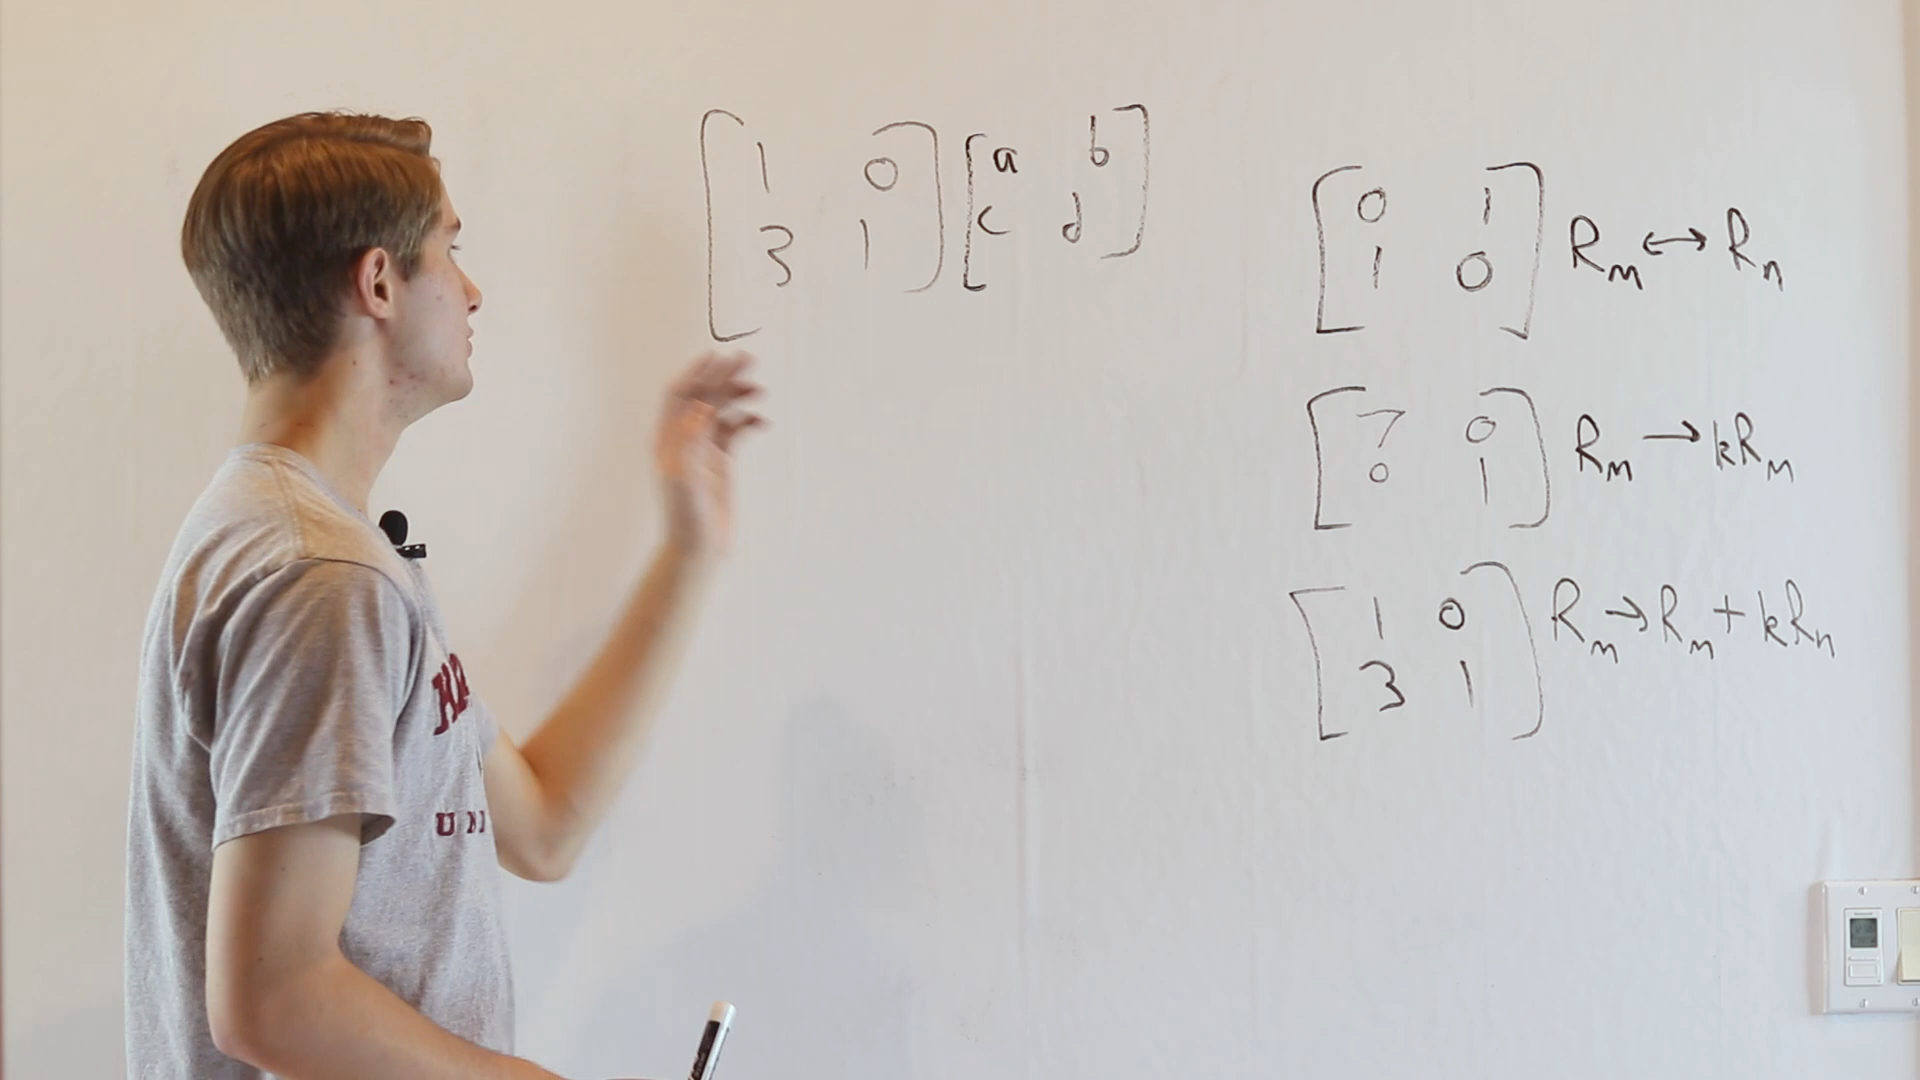 [1 0] [a b]
[3 1] [c d]
[0 1] Rm ↔ Rn
[1 0]
[7 0] Rm → kRm
[0 1]
[1 0] Rm → Rm + kRn
[3 1]